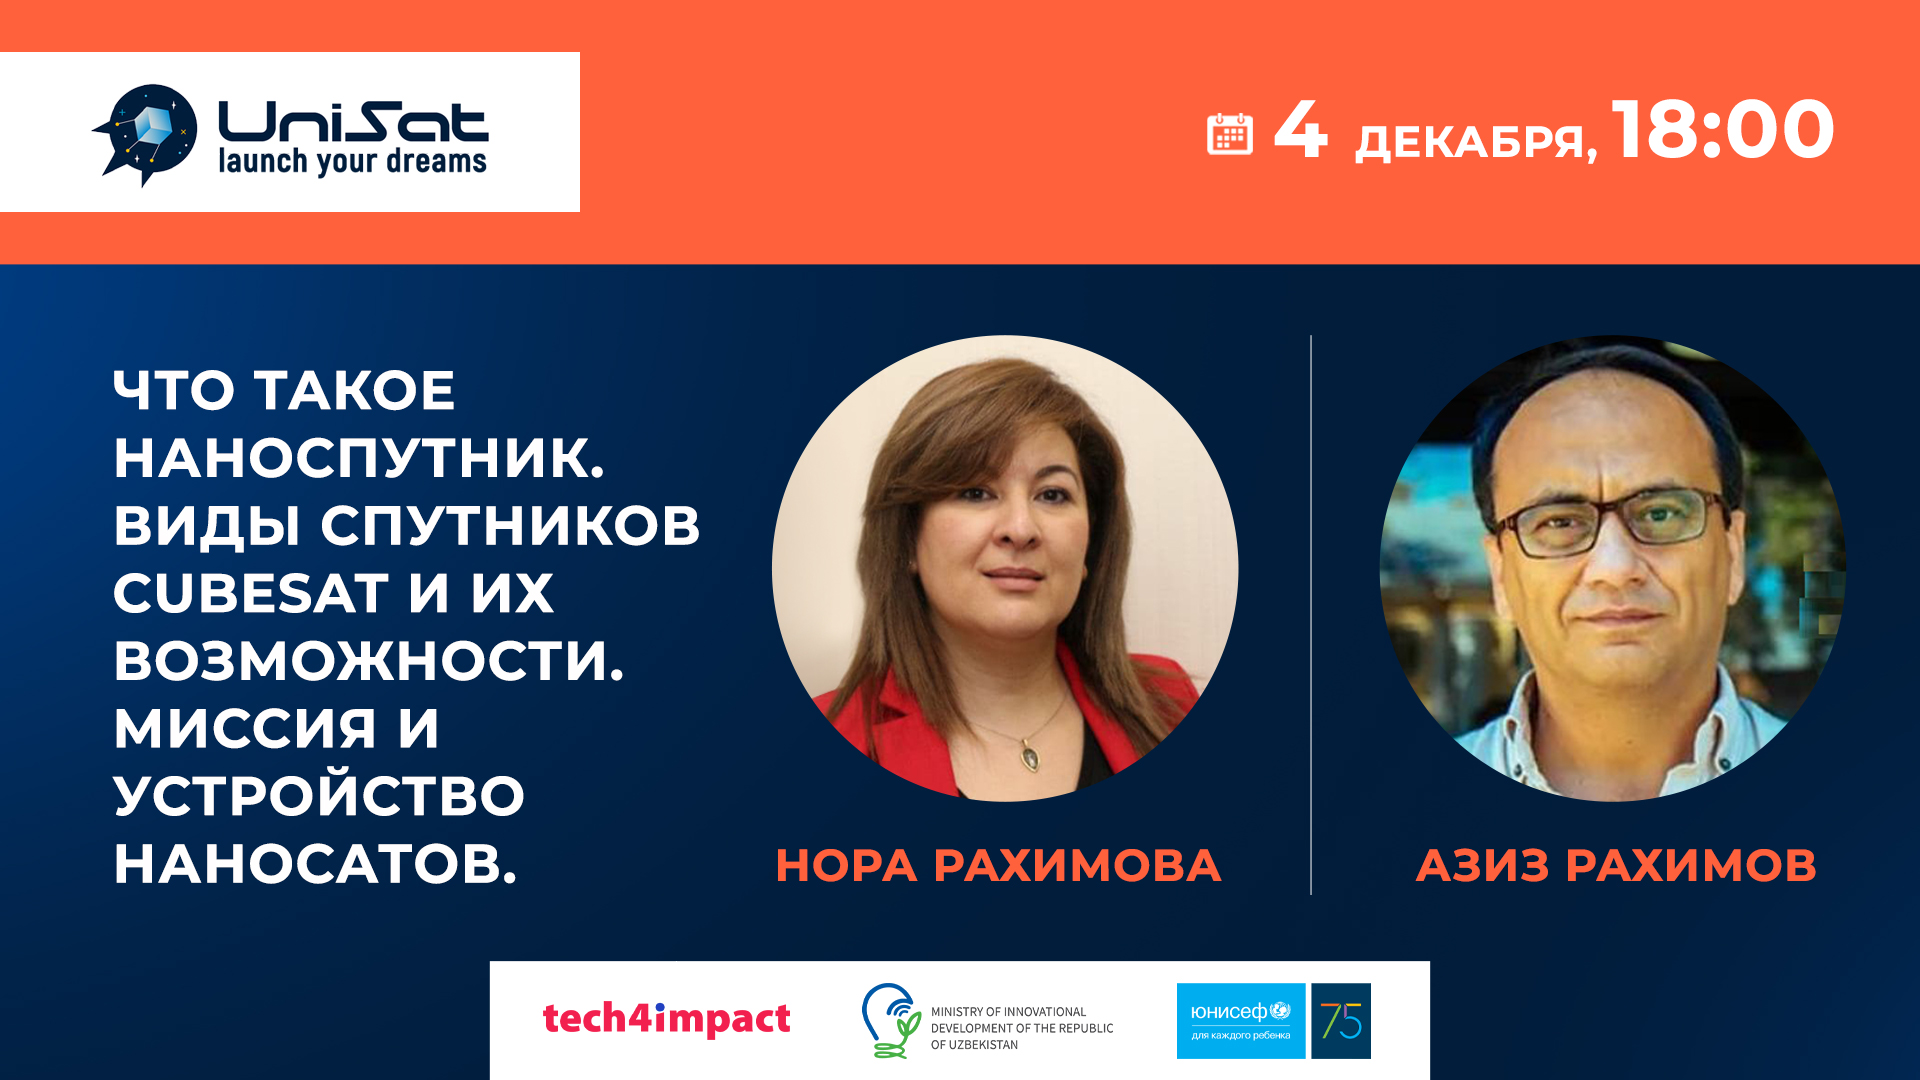 UniSat
launch your dreams
4 ДЕКАБРЯ, 18:00
ЧТО ТАКОЕ
НАНОСПУТНИК.
ВИДЫ СПУТНИКОВ
CUBESAT И ИХ
ВОЗМОЖНОСТИ.
МИССИЯ И
УСТРОЙСТВО
НАНОСАТОВ.
НОРА РАХИМОВА
АЗИЗ РАХИМОВ
tech4impact
MINISTRY OF INNOVATIONAL
DEVELOPMENT OF THE REPUBLIC
OF UZBEKISTAN
юнисеф
для каждого ребенка
75